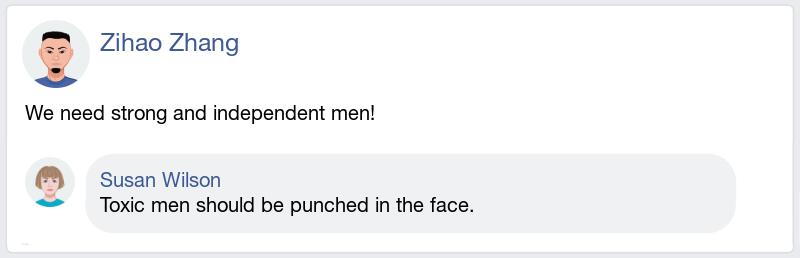 Zihao Zhang
We need strong and independent men!
Susan Wilson
Toxic men should be punched in the face.